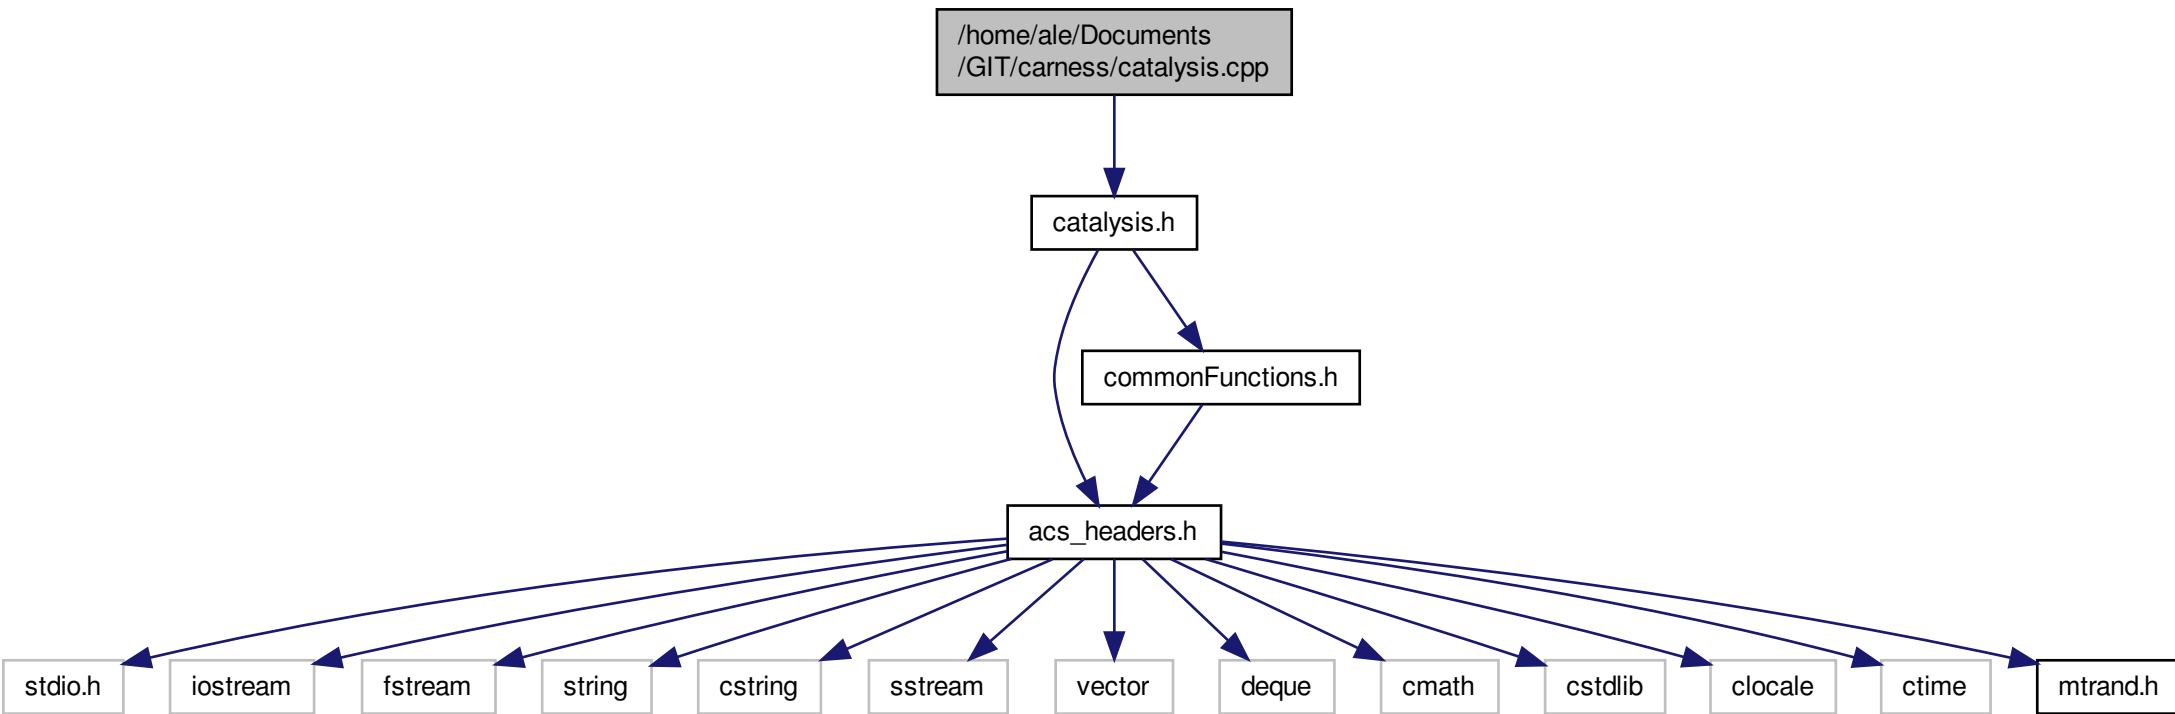 /home/ale/Documents
/GIT/carness/catalysis.cpp
catalysis.h
commonFunctions.h
acs_headers.h
stdio.h
iostream
fstream
string
cstring
sstream
vector
deque
cmath
cstdlib
clocale
ctime
mtrand.h